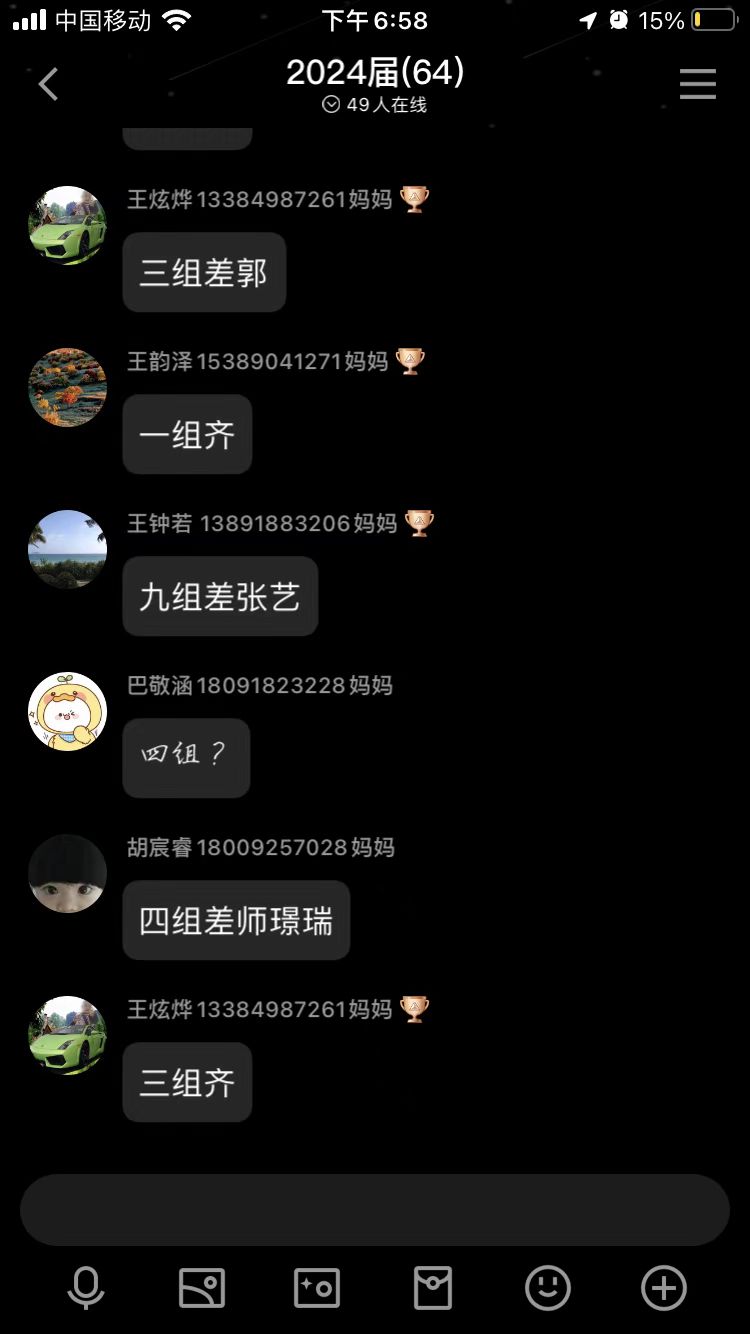 中国移动 下午6:58 15%
2024届(64)
49人在线
王炫烨13384987261妈妈
三组差郭
王韵泽15389041271妈妈
一组齐
王钟若 13891883206妈妈
九组差张艺
巴敬涵18091823228妈妈
四组？
胡宸睿18009257028妈妈
四组差师璟瑞
王炫烨13384987261妈妈
三组齐